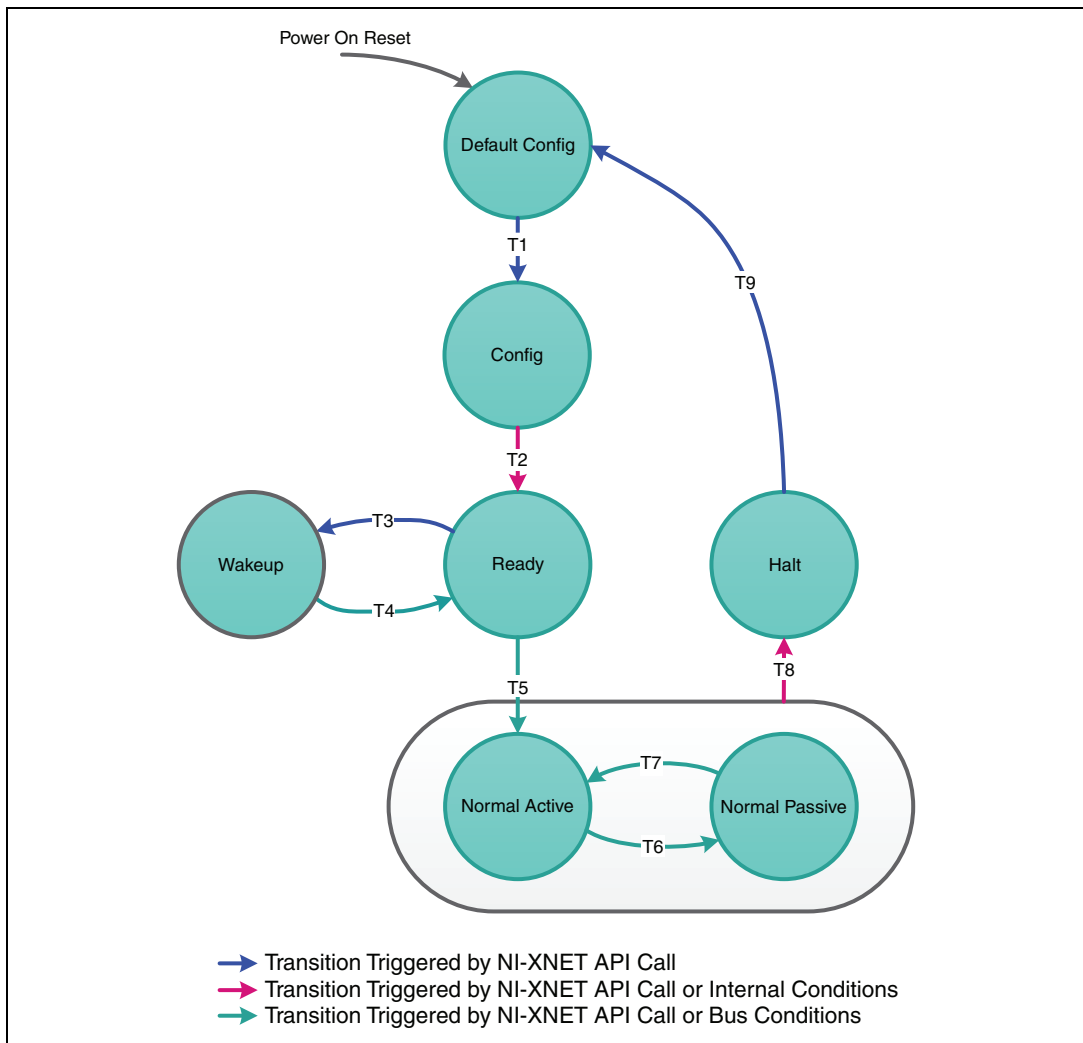 Power On Reset
Default Config
T1
T9
Config
T2
T3
Wakeup
Ready
Halt
T4
T8
T5
T7
Normal Active
Normal Passive
T6
Transition Triggered by NI-XNET API Call
Transition Triggered by NI-XNET API Call or Internal Conditions
Transition Triggered by NI-XNET API Call or Bus Conditions